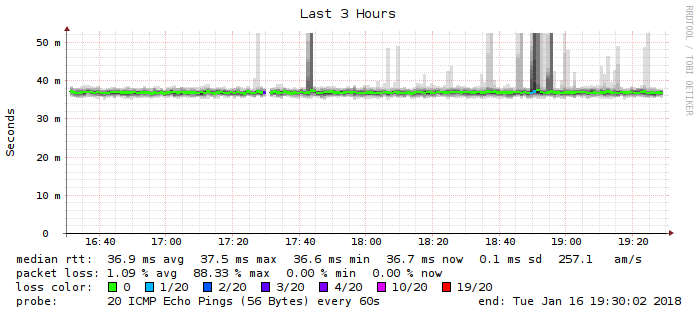 Last 3 Hours
RRDTOOL / TOBI OETIKER
Seconds
50 m
40 m
30 m
20 m
10 m
0
16:40 17:00 17:20 17:40 18:00 18:20 18:40 19:00 19:20
median rtt: 36.9 ms avg 37.5 ms max 36.6 ms min 36.7 ms now 0.1 ms sd 257.1 am/s
packet loss: 1.09 % avg 88.33 % max 0.00 % min 0.00 % now
loss color: 0 1/20 2/20 3/20 4/20 10/20 19/20
probe: 20 ICMP Echo Pings (56 Bytes) every 60s end: Tue Jan 16 19:30:02 2018